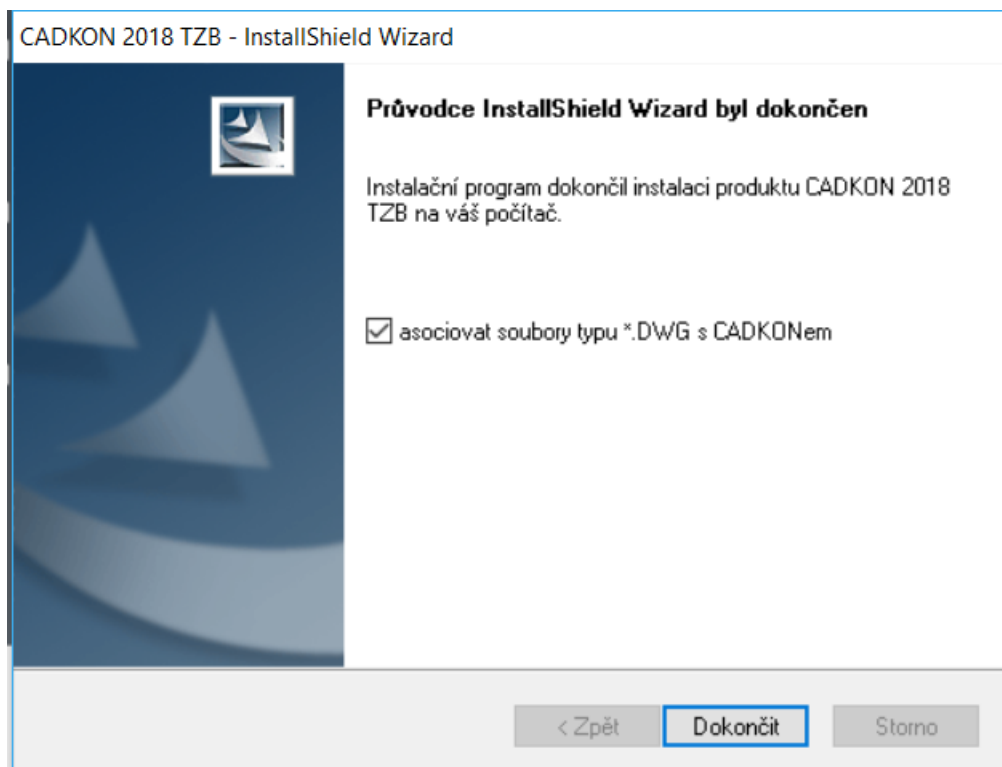 CADKON 2018 TZB - InstallShield Wizard
Průvodce InstallShield Wizard byl dokončen
Instalační program dokončil instalaci produktu CADKON 2018
TZB na váš počítač.
asociovat soubory typu *.DWG s CADKONem
< Zpět
Dokončit
Storno